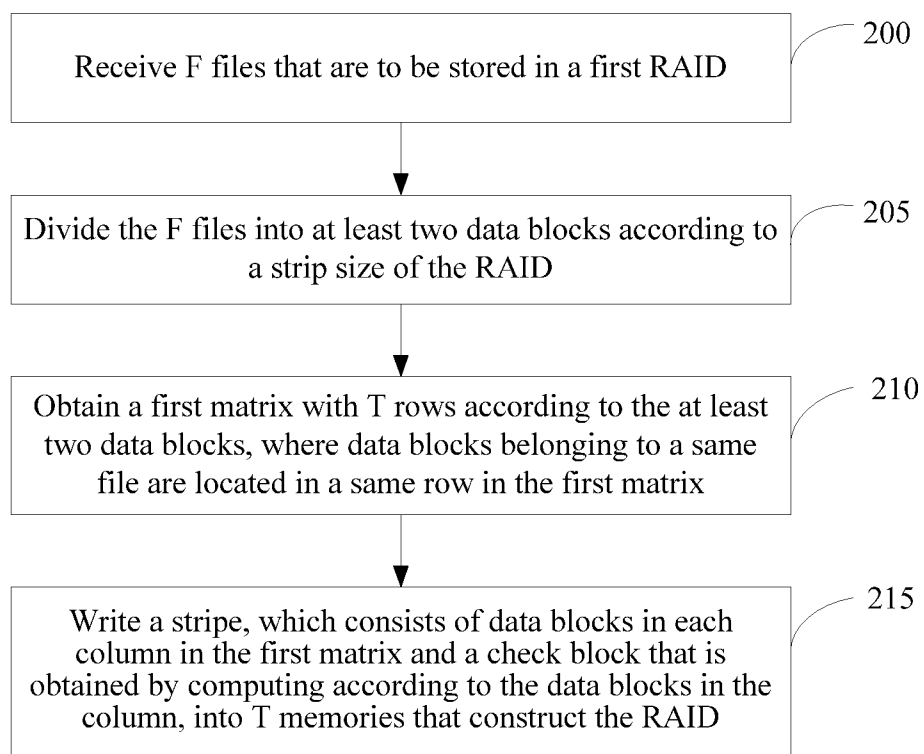 200
Receive F files that are to be stored in a first RAID
205
Divide the F files into at least two data blocks according to
a strip size of the RAID
210
Obtain a first matrix with T rows according to the at least
two data blocks, where data blocks belonging to a same
file are located in a same row in the first matrix
215
Write a stripe, which consists of data blocks in each
column in the first matrix and a check block that is
obtained by computing according to the data blocks in the
column, into T memories that construct the RAID